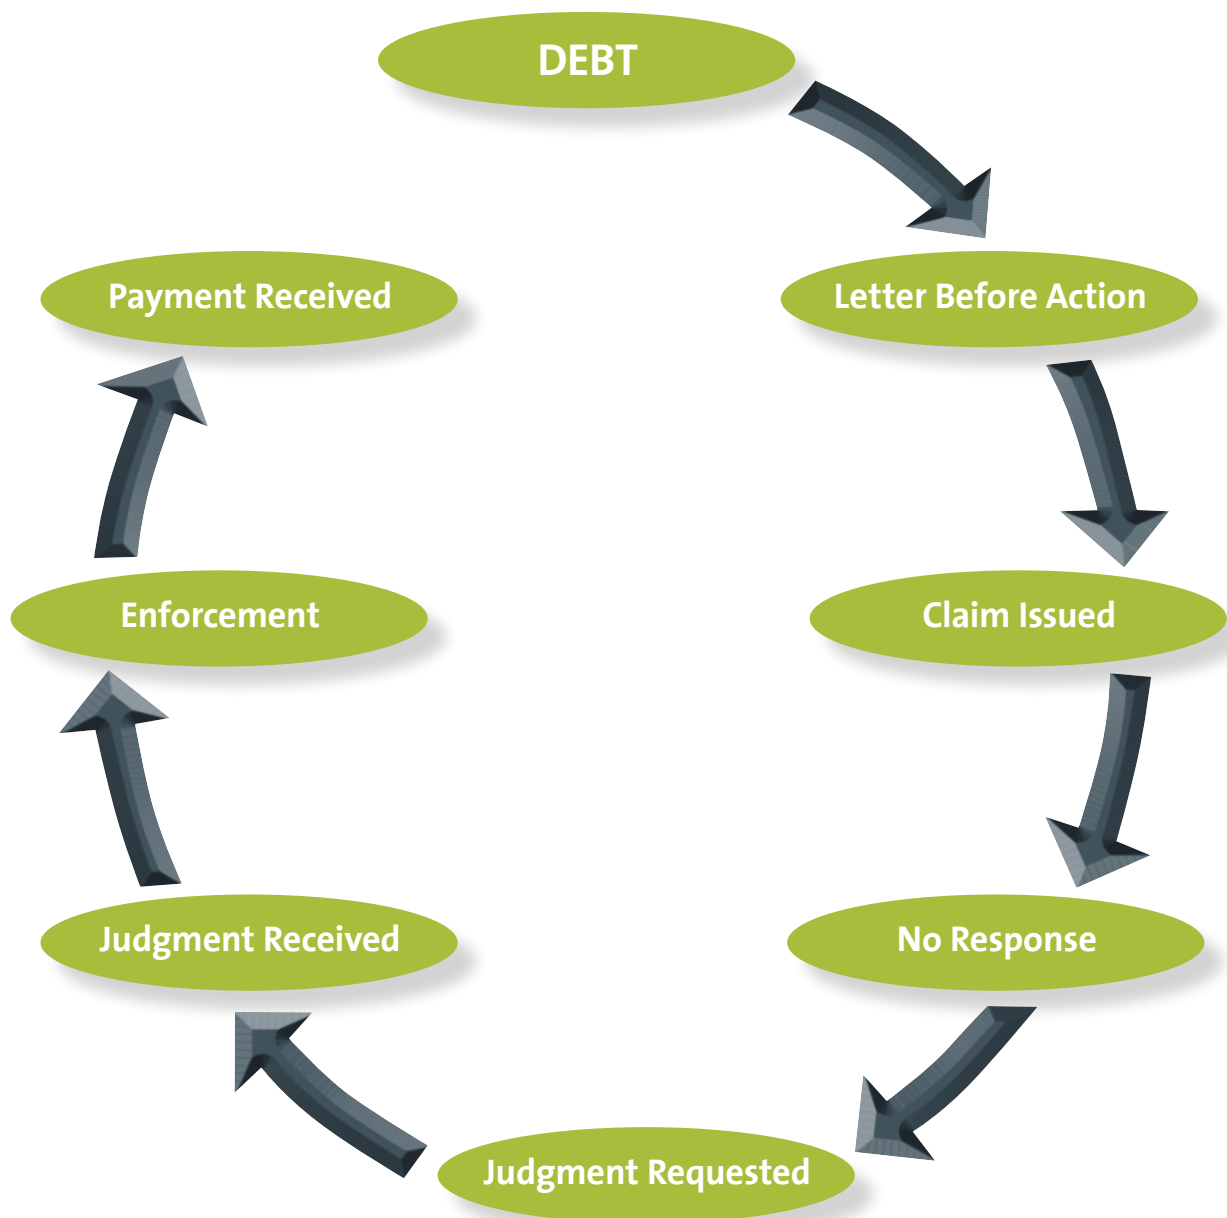 DEBT
Letter Before Action
Claim Issued
No Response
Judgment Requested
Judgment Received
Enforcement
Payment Received